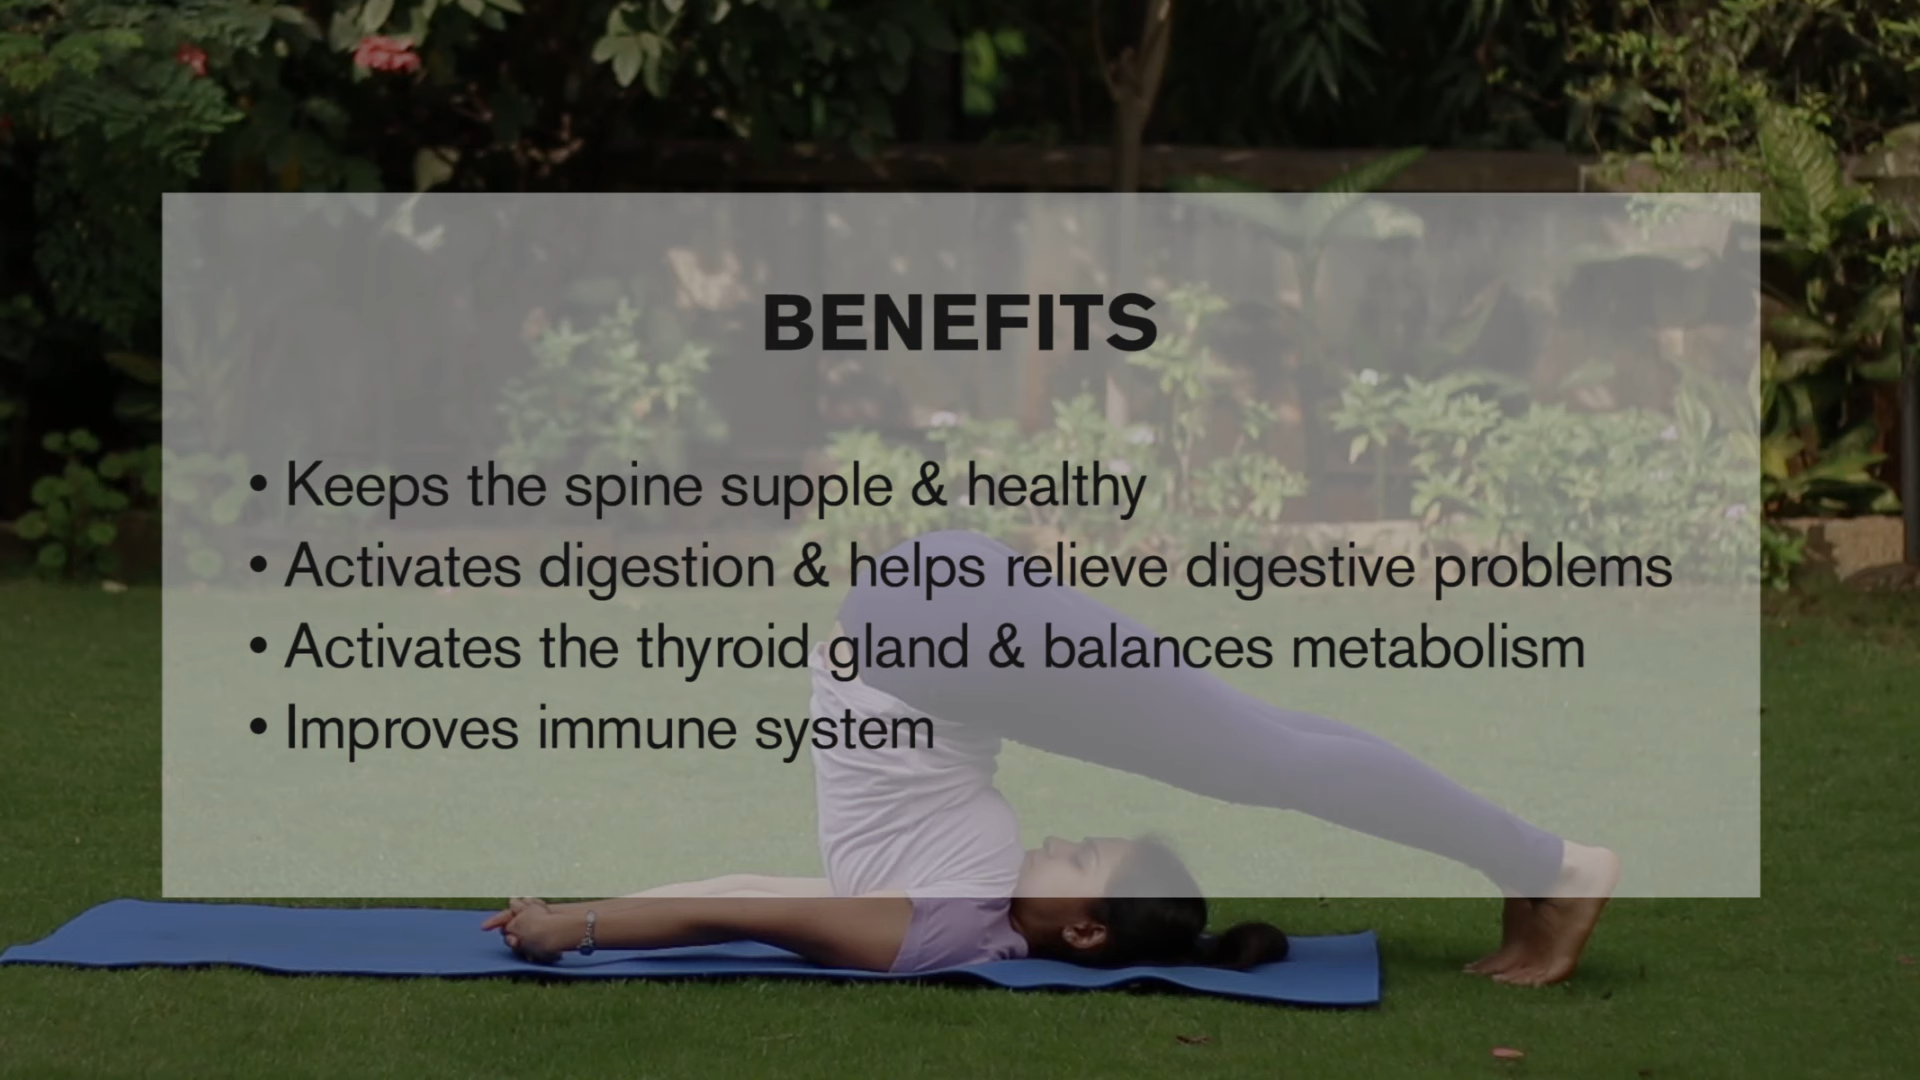 BENEFITS
• Keeps the spine supple & healthy
• Activates digestion & helps relieve digestive problems
• Activates the thyroid gland & balances metabolism
• Improves immune system